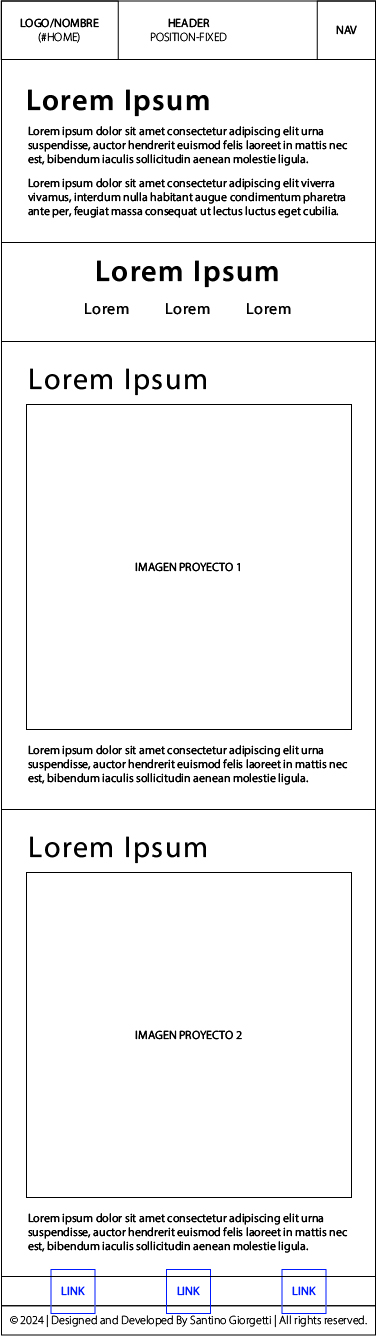 LOGO/NOMBRE
(#HOME)
HEADER
POSITION-FIXED
NAV
Lorem Ipsum
Lorem ipsum dolor sit amet consectetur adipiscing elit urna
suspendisse, auctor hendrerit euismod felis laoreet in mattis nec
est, bibendum iaculis sollicitudin aenean molestie ligula.
Lorem ipsum dolor sit amet consectetur adipiscing elit viverra
vivamus, interdum nulla habitant augue condimentum pharetra
ante per, feugiat massa consequat ut lectus luctus eget cubilia.
Lorem Ipsum
Lorem Lorem Lorem
Lorem Ipsum
IMAGEN PROYECTO 1
Lorem ipsum dolor sit amet consectetur adipiscing elit urna
suspendisse, auctor hendrerit euismod felis laoreet in mattis nec
est, bibendum iaculis sollicitudin aenean molestie ligula.
Lorem Ipsum
IMAGEN PROYECTO 2
Lorem ipsum dolor sit amet consectetur adipiscing elit urna
suspendisse, auctor hendrerit euismod felis laoreet in mattis nec
est, bibendum iaculis sollicitudin aenean molestie ligula.
LINK LINK LINK
© 2024 | Designed and Developed By Santino Giorgetti | All rights reserved.